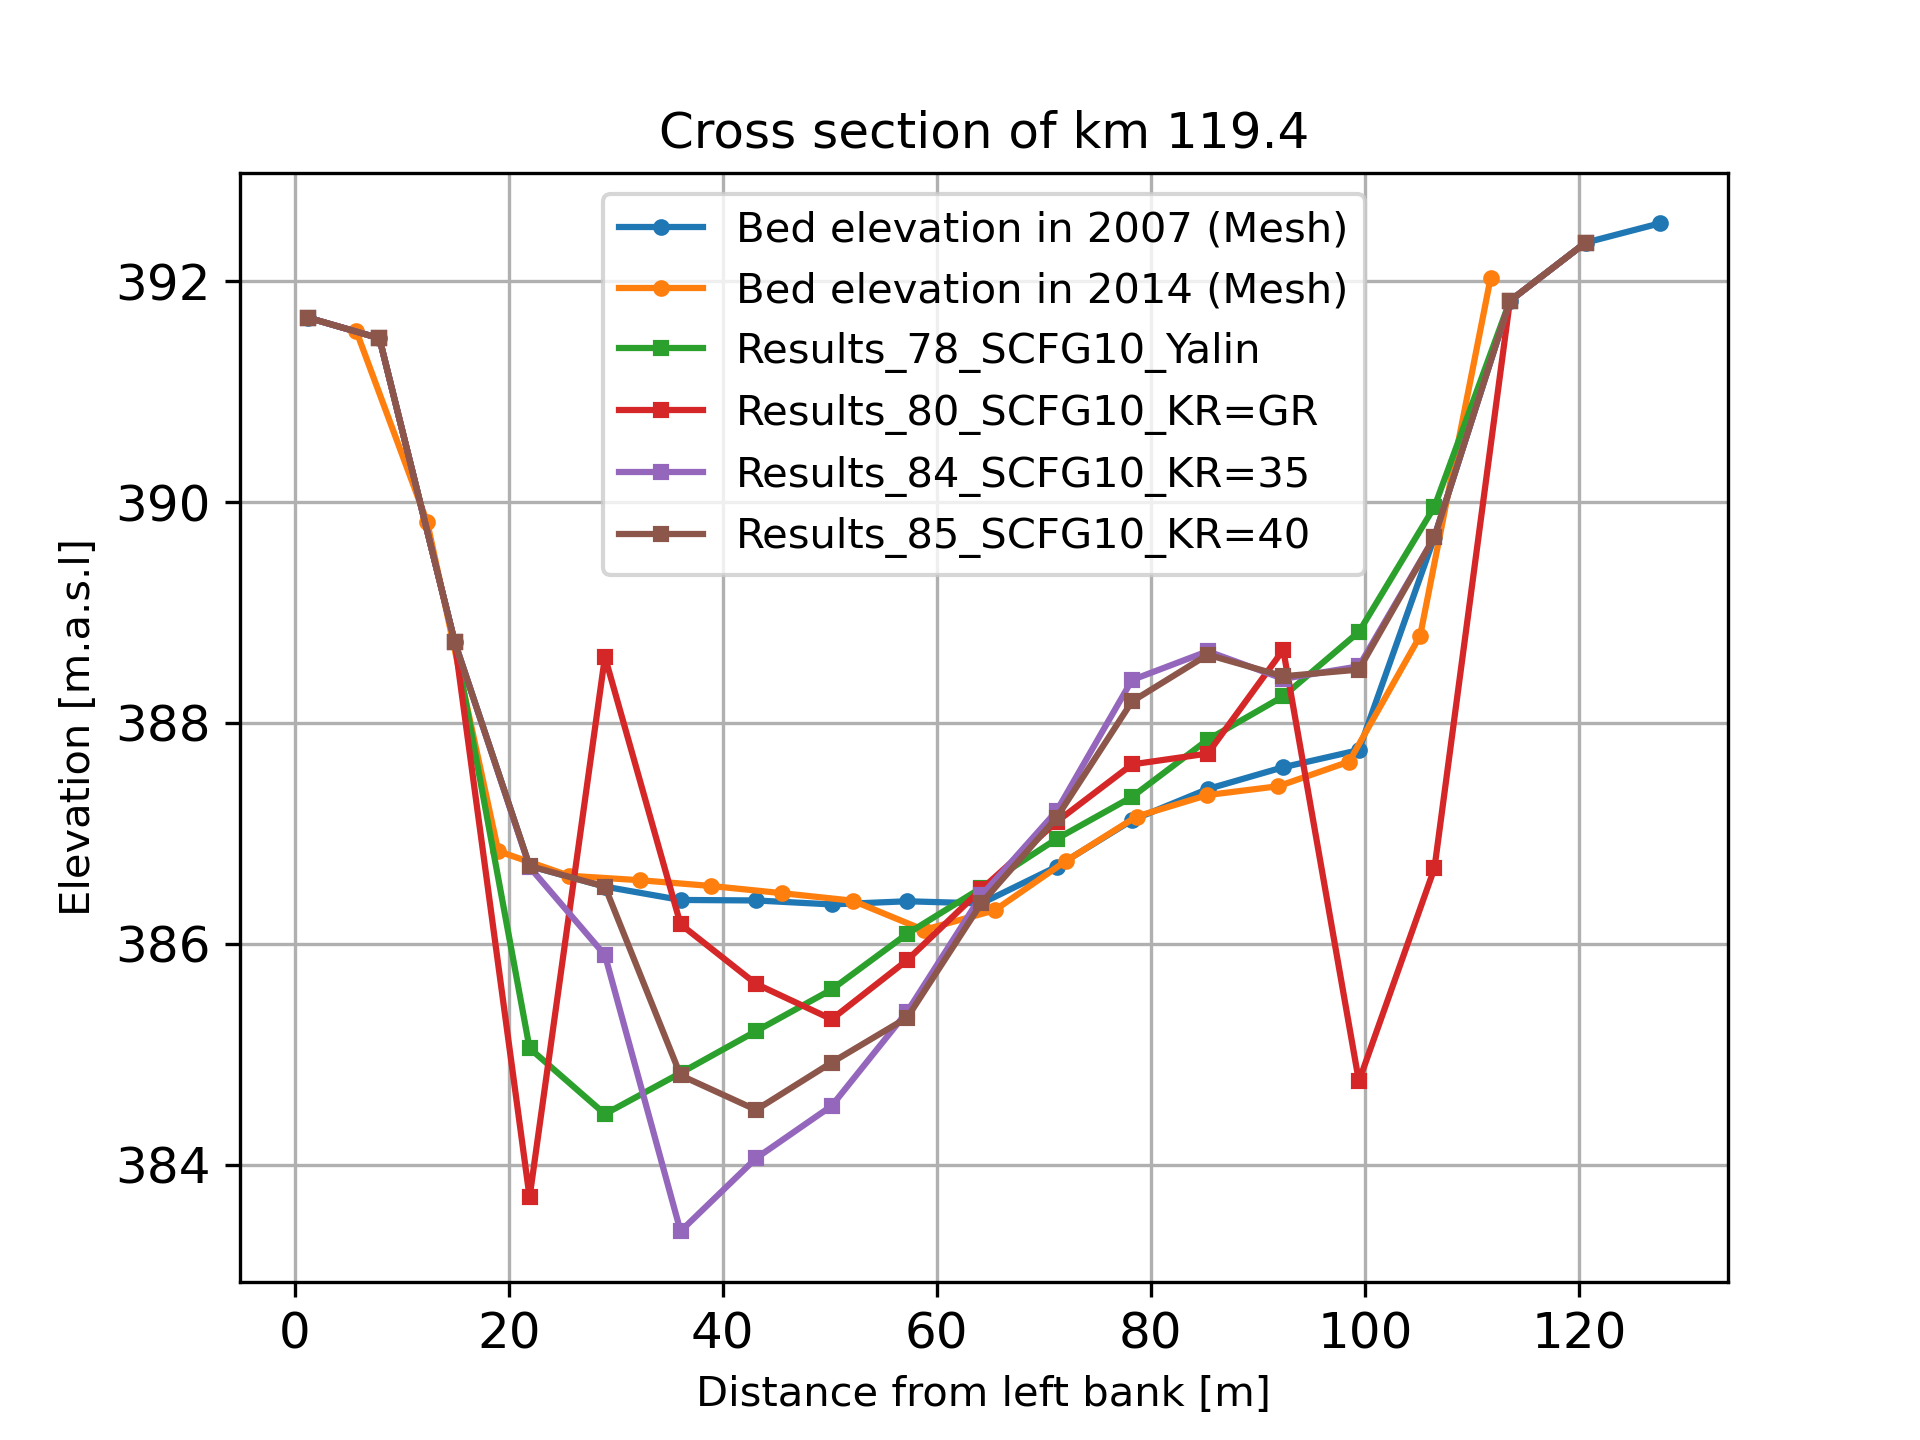 Cross section of km 119.4
Bed elevation in 2007 (Mesh)
Bed elevation in 2014 (Mesh)
Results_78_SCFG10_Yalin
Results_80_SCFG10_KR=GR
Results_84_SCFG10_KR=35
Results_85_SCFG10_KR=40
392
390
388
386
384
Elevation [m.a.s.l]
0 20 40 60 80 100 120
Distance from left bank [m]